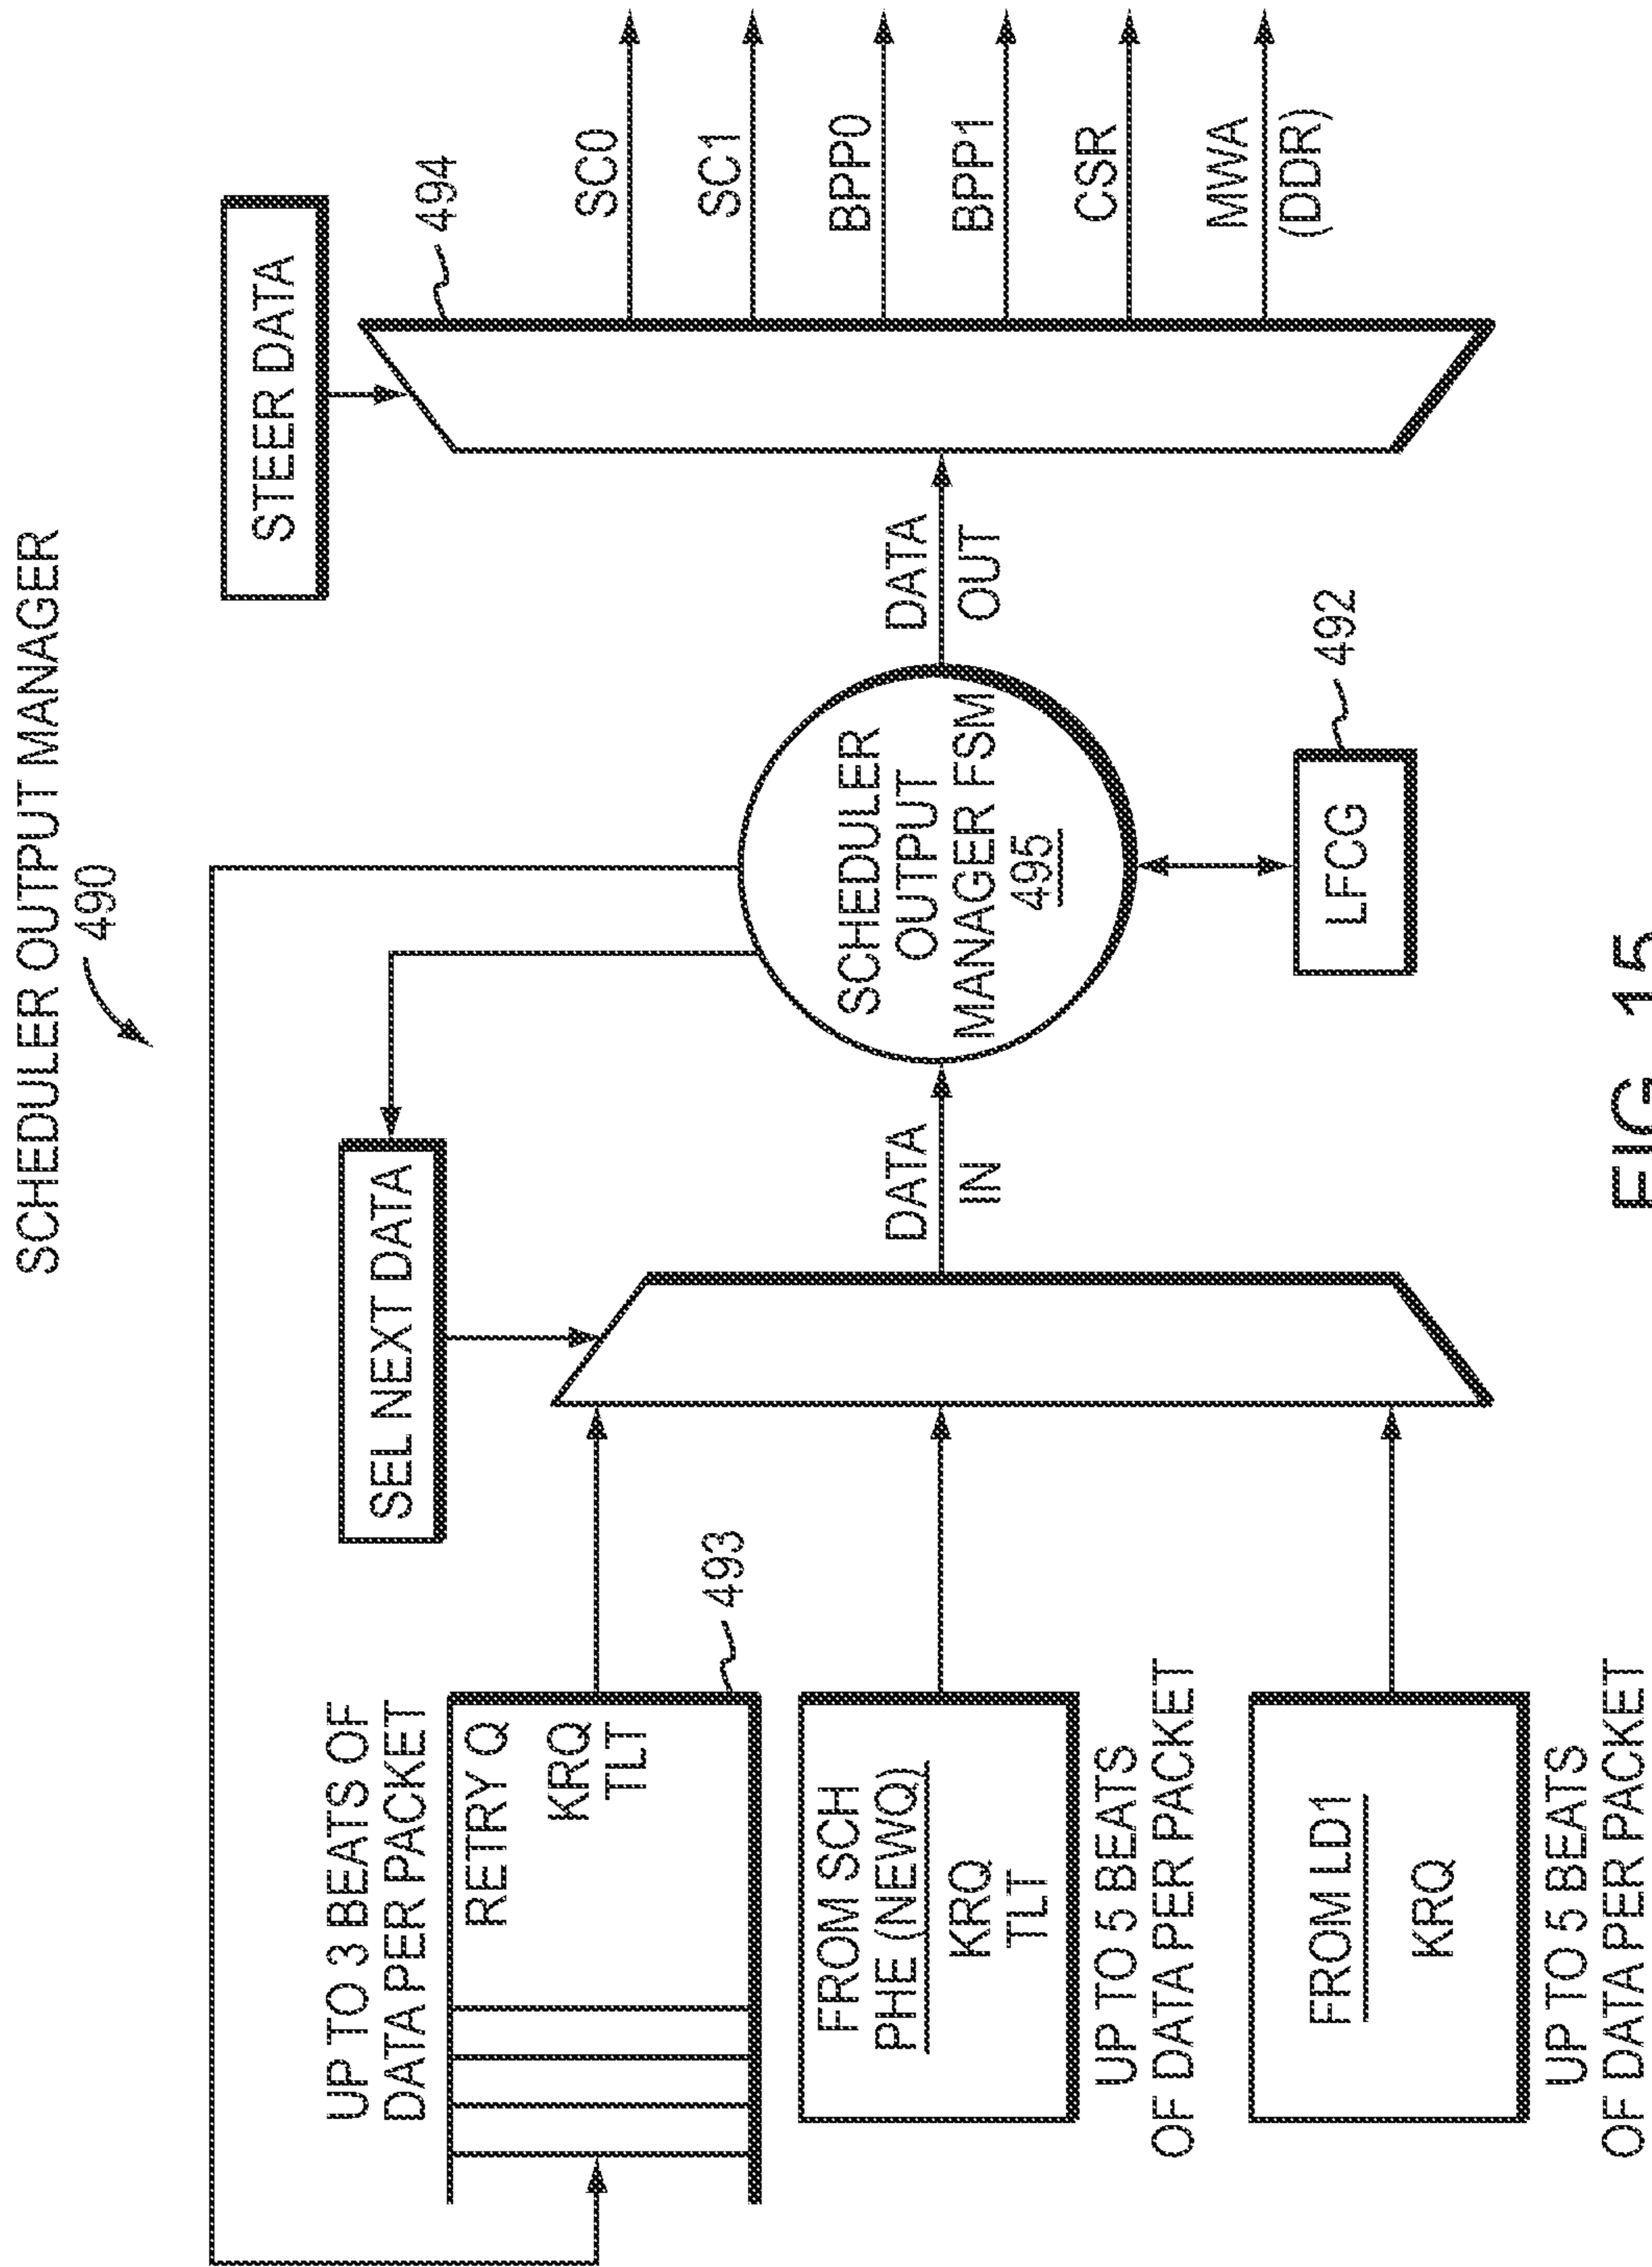 SCHEDULER OUTPUT MANAGER
490
UP TO 3 BEATS OF
DATA PER PACKET
RETRY Q
KRQ
TLT
493
FROM SCH
PHE (NEWQ)
KRQ
TLT
UP TO 5 BEATS
OF DATA PER PACKET
FROM LD1
KRQ
UP TO 5 BEATS
OF DATA PER PACKET
SEL NEXT DATA
DATA
IN
SCHEDULER
OUTPUT
MANAGER FSM
495
LFCG
492
DATA
OUT
STEER DATA
494
SC0
SC1
BPP0
BPP1
CSR
MWA
(DDR)
FIG. 15